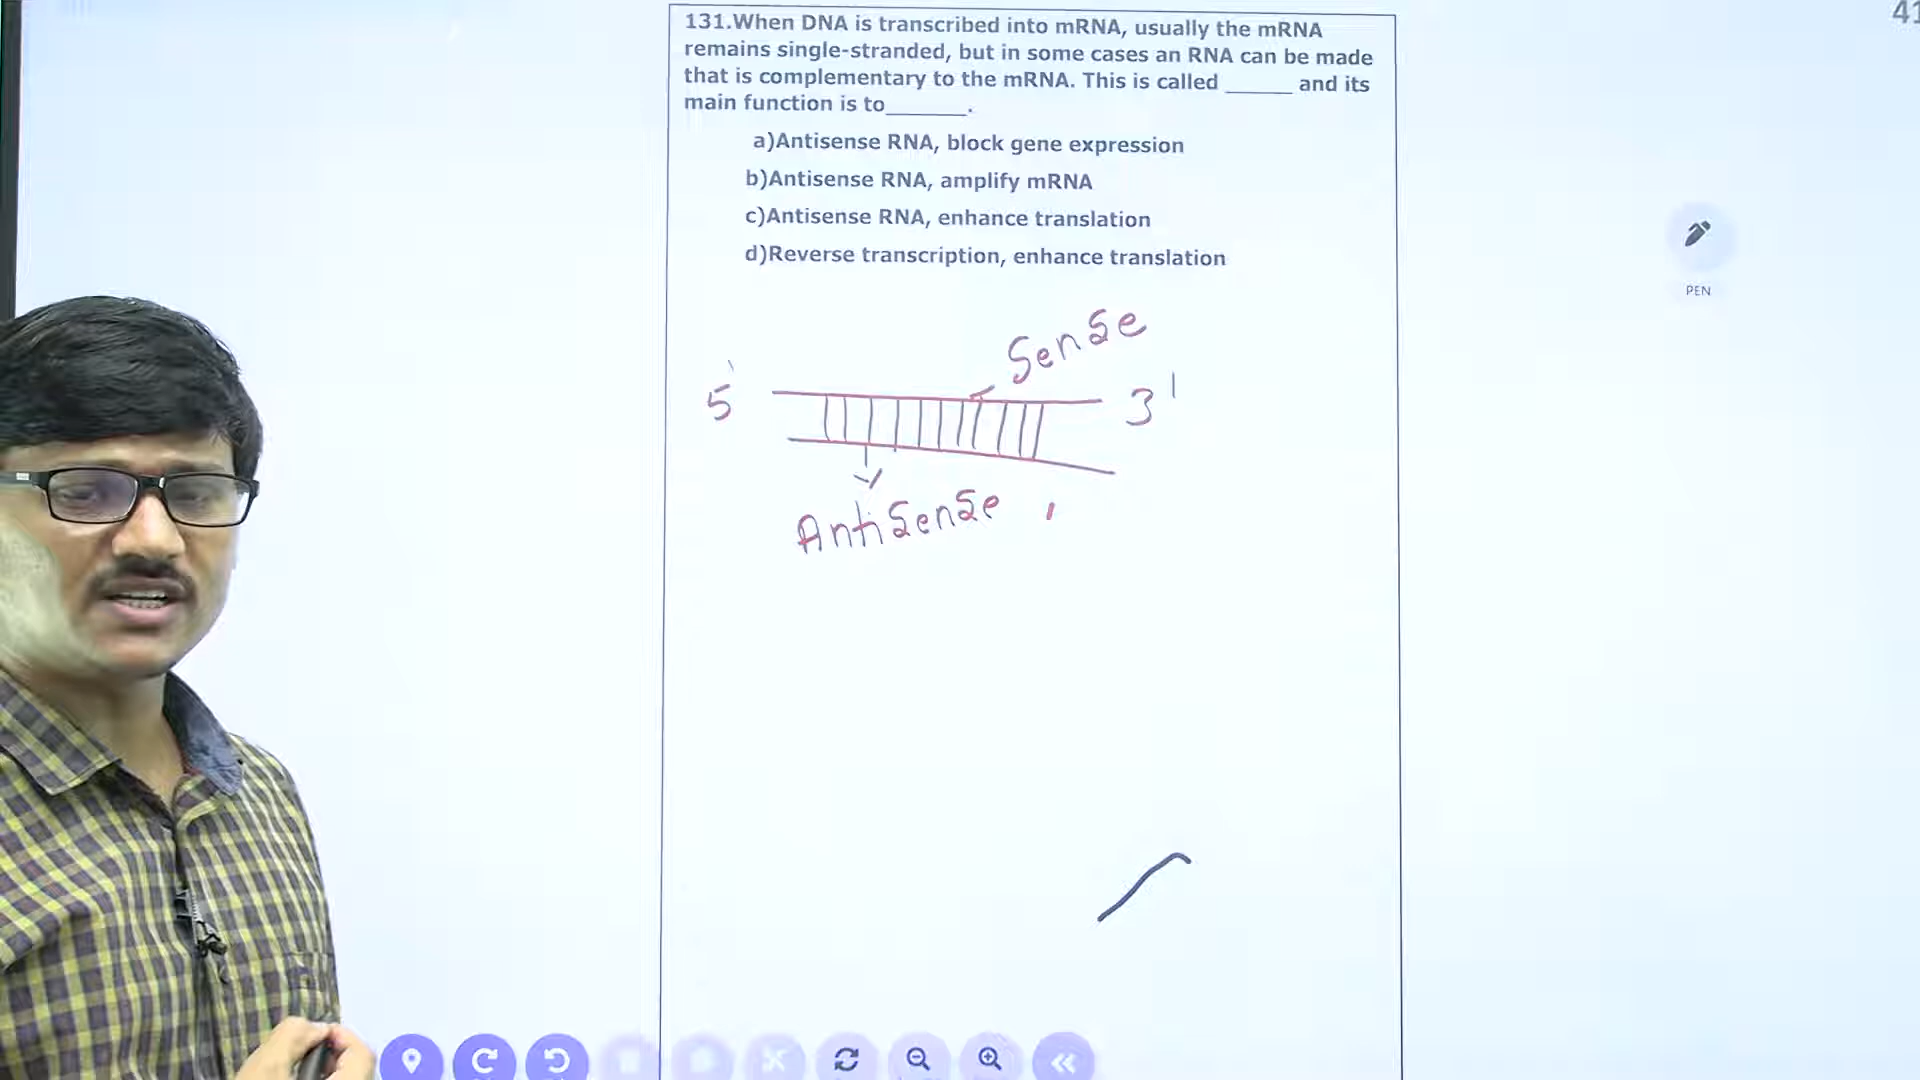 41
131.When DNA is transcribed into mRNA, usually the mRNA
remains single-stranded, but in some cases an RNA can be made
that is complementary to the mRNA. This is called ______ and its
main function is to_______.
a)Antisense RNA, block gene expression
b)Antisense RNA, amplify mRNA
c)Antisense RNA, enhance translation
d)Reverse transcription, enhance translation
PEN
Sense
5' 3'
Antisense